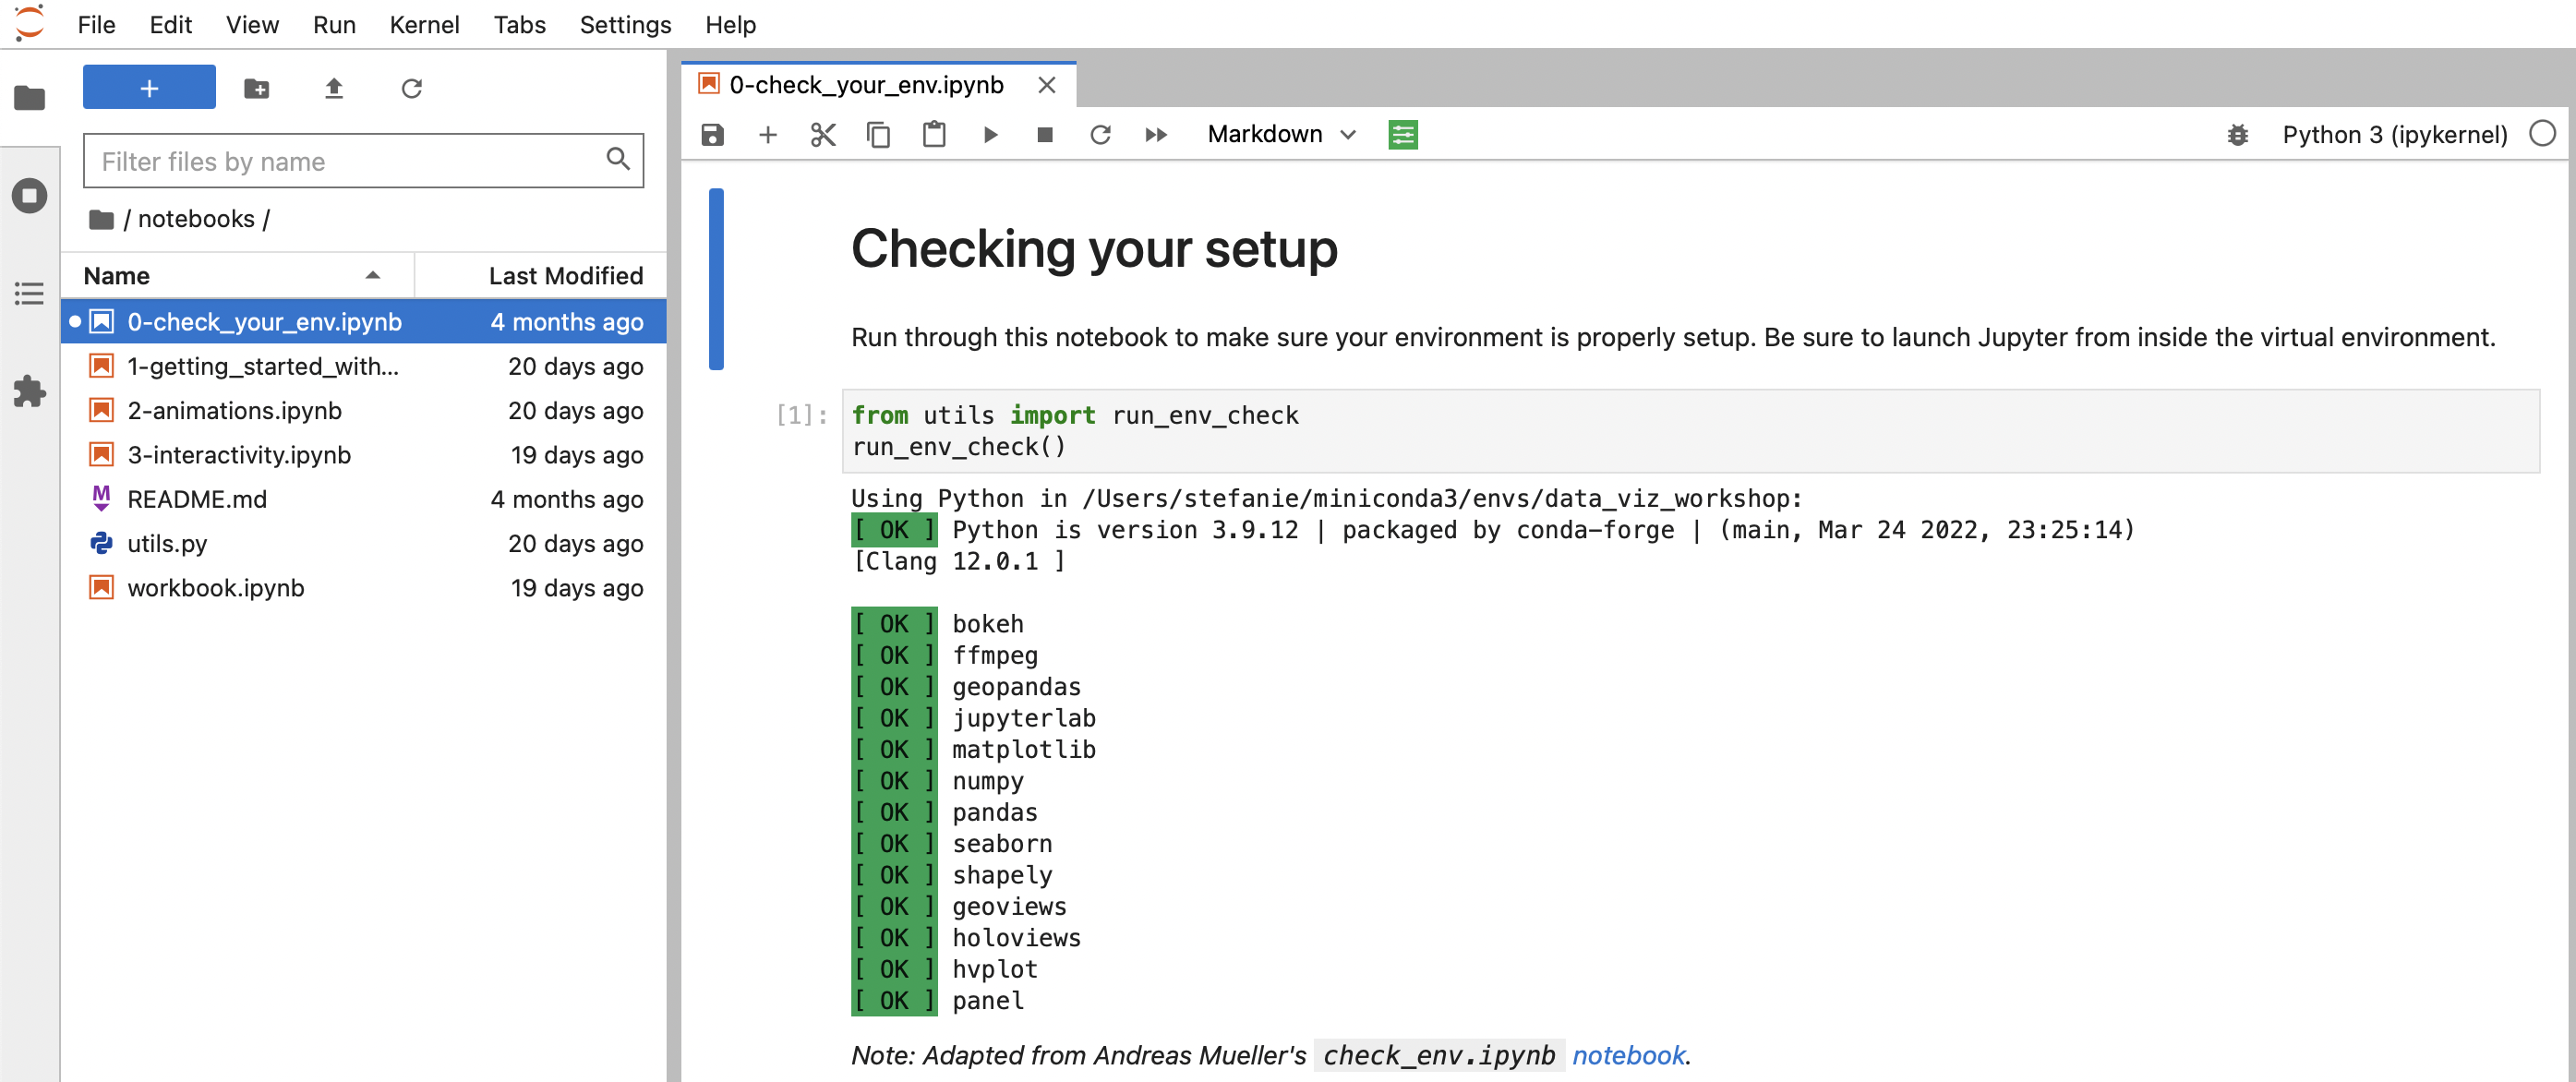 File Edit View Run Kernel Tabs Settings Help
Filter files by name
/ notebooks /
Name Last Modified
0-check_your_env.ipynb 4 months ago
1-getting_started_with... 20 days ago
2-animations.ipynb 20 days ago
3-interactivity.ipynb 19 days ago
README.md 4 months ago
utils.py 20 days ago
workbook.ipynb 19 days ago
0-check_your_env.ipynb
Markdown Python 3 (ipykernel)
Checking your setup
Run through this notebook to make sure your environment is properly setup. Be sure to launch Jupyter from inside the virtual environment.
[1]: from utils import run_env_check
run_env_check()
Using Python in /Users/stefanie/miniconda3/envs/data_viz_workshop:
[ OK ] Python is version 3.9.12 | packaged by conda-forge | (main, Mar 24 2022, 23:25:14)
[Clang 12.0.1 ]
[ OK ] bokeh
[ OK ] ffmpeg
[ OK ] geopandas
[ OK ] jupyterlab
[ OK ] matplotlib
[ OK ] numpy
[ OK ] pandas
[ OK ] seaborn
[ OK ] shapely
[ OK ] geoviews
[ OK ] holoviews
[ OK ] hvplot
[ OK ] panel
Note: Adapted from Andreas Mueller's check_env.ipynb notebook.